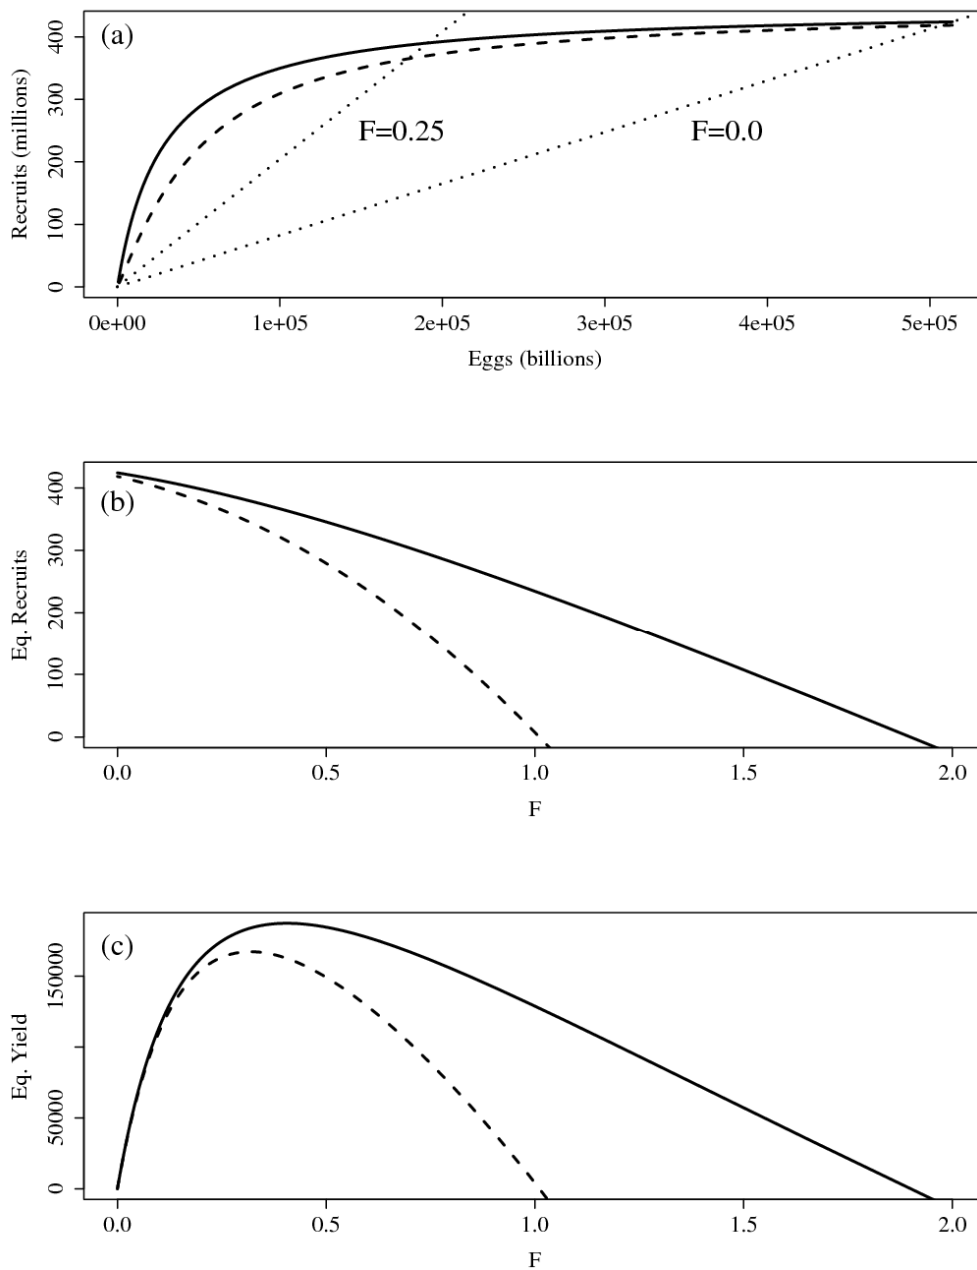 (a)
F=0.25
F=0.0
Recruits (millions)
0
100
200
300
400
0e+00 1e+05 2e+05 3e+05 4e+05 5e+05
Eggs (billions)
(b)
Eq. Recruits
0
100
200
300
400
0.0 0.5 1.0 1.5 2.0
F
(c)
Eq. Yield
0
50000
150000
0.0 0.5 1.0 1.5 2.0
F